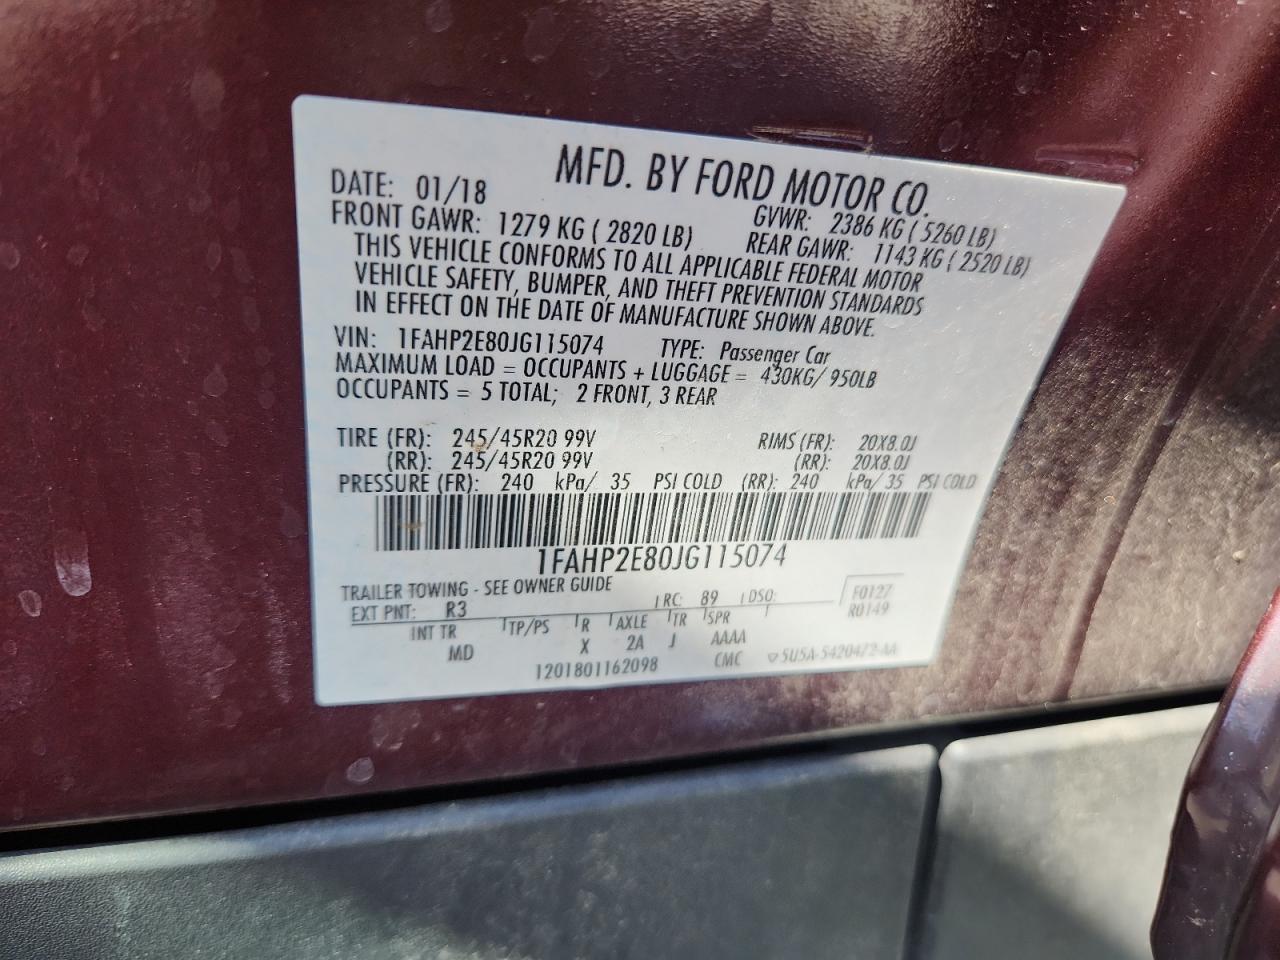 MFD. BY FORD MOTOR CO.
DATE: 01/18 GVWR: 2386 KG ( 5260 LB)
FRONT GAWR: 1279 KG ( 2820 LB) REAR GAWR: 1143 KG ( 2520 LB)
THIS VEHICLE CONFORMS TO ALL APPLICABLE FEDERAL MOTOR
VEHICLE SAFETY, BUMPER, AND THEFT PREVENTION STANDARDS
IN EFFECT ON THE DATE OF MANUFACTURE SHOWN ABOVE.
VIN: 1FAHP2E80JG115074 TYPE: Passenger Car
MAXIMUM LOAD = OCCUPANTS + LUGGAGE = 430KG/ 950LB
OCCUPANTS = 5 TOTAL; 2 FRONT, 3 REAR
TIRE (FR): 245/45R20 99V RIMS (FR): 20X8.0J
(RR): 245/45R20 99V (RR): 20X8.0J
PRESSURE (FR): 240 kPa/ 35 PSI COLD (RR): 240 kPa/ 35 PSI COLD
1FAHP2E80JG115074
TRAILER TOWING - SEE OWNER GUIDE
EXT PNT: R3 RC: 89 DSO: F0127
R0149
INT TR TP/PS R AXLE TR SPR
MD X 2A J AAAA
1201801162098 CMC ▽5U5A-5420472-AA